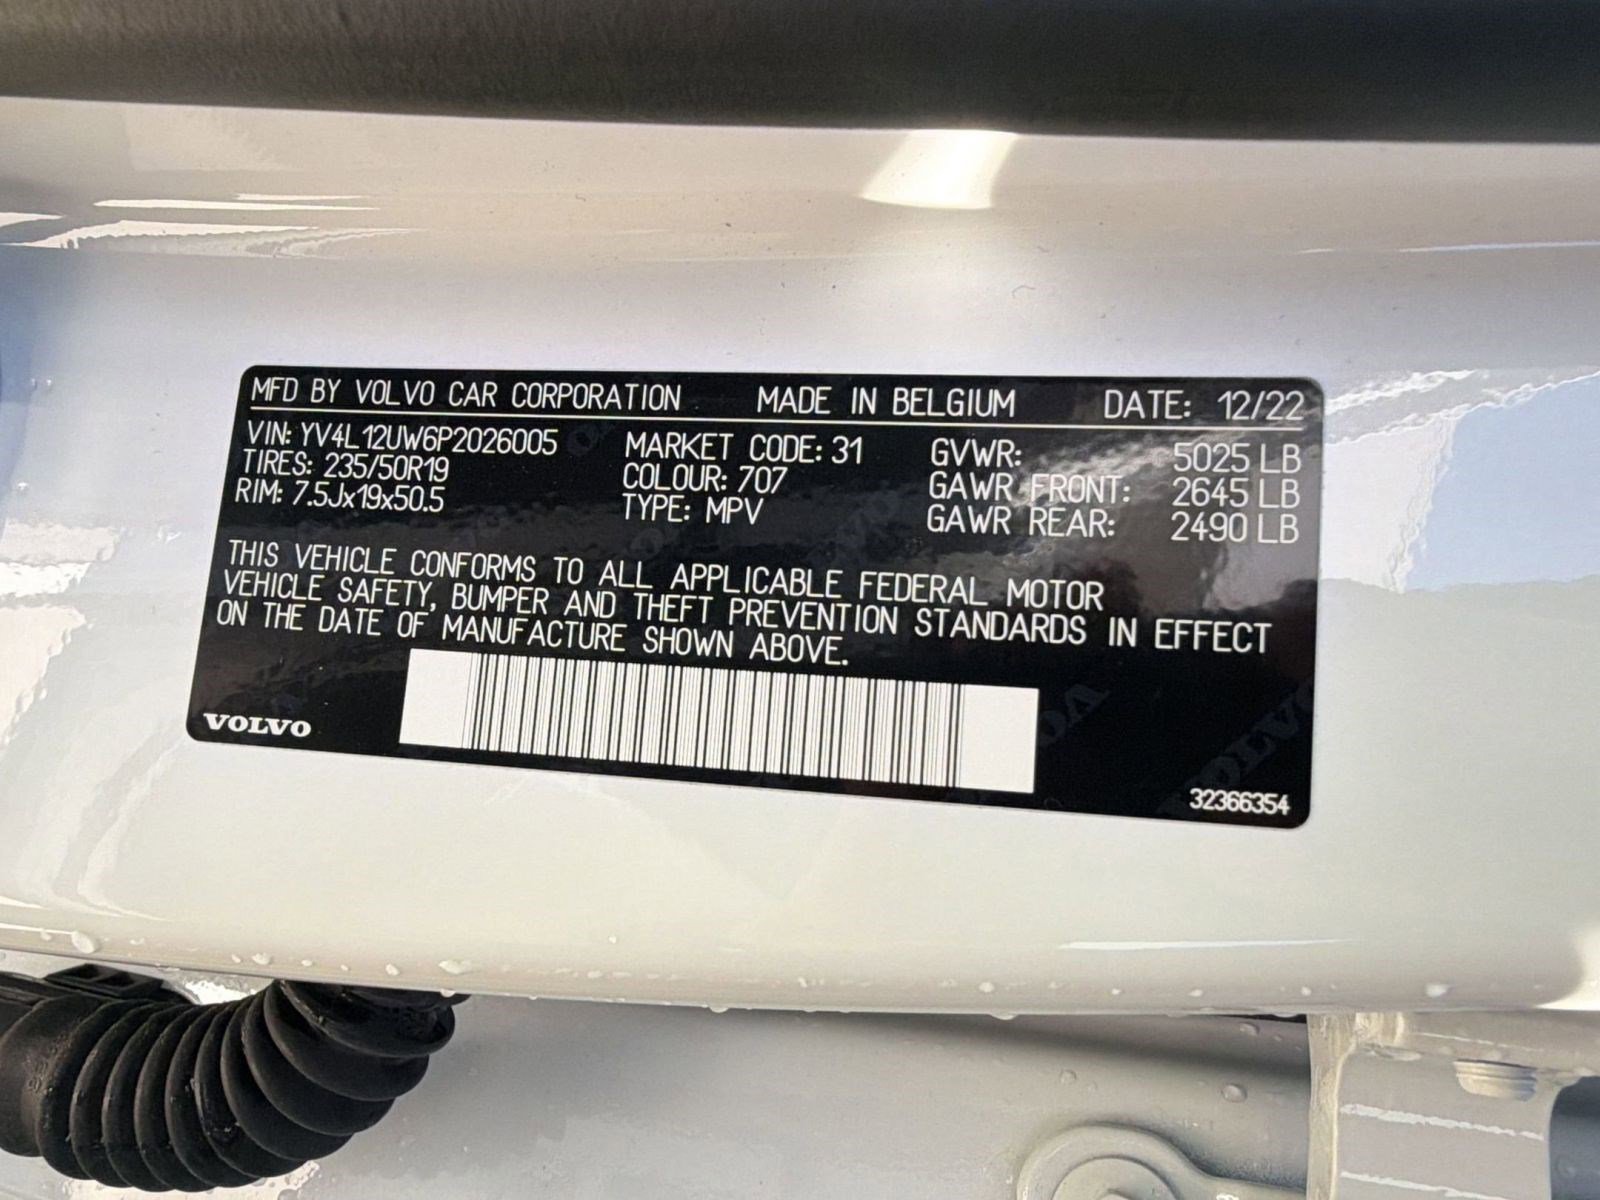 MFD BY VOLVO CAR CORPORATION MADE IN BELGIUM DATE: 12/22
VIN: YV4L12UW6P2026005 MARKET CODE: 31 GVWR: 5025 LB
TIRES: 235/50R19 COLOUR: 707 GAWR FRONT: 2645 LB
RIM: 7.5Jx19x50.5 TYPE: MPV GAWR REAR: 2490 LB
THIS VEHICLE CONFORMS TO ALL APPLICABLE FEDERAL MOTOR
VEHICLE SAFETY, BUMPER AND THEFT PREVENTION STANDARDS IN EFFECT
ON THE DATE OF MANUFACTURE SHOWN ABOVE.
VOLVO
32366354